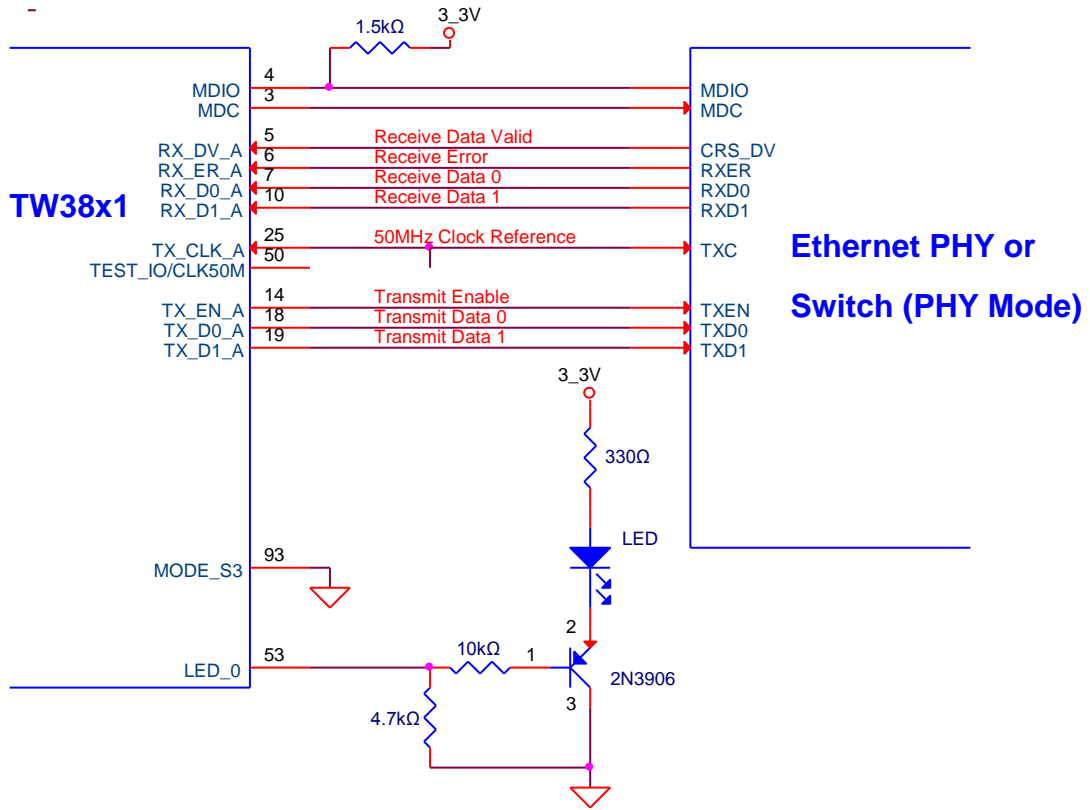 1.5kΩ
3_3V
MDIO 4 MDIO
MDC 3 MDC
RX_DV_A 5 Receive Data Valid CRS_DV
RX_ER_A 6 Receive Error RXER
RX_D0_A 7 Receive Data 0 RXD0
RX_D1_A 10 Receive Data 1 RXD1
TW38x1
TX_CLK_A 25 50MHz Clock Reference TXC
TEST_IO/CLK50M 50
Ethernet PHY or
Switch (PHY Mode)
TX_EN_A 14 Transmit Enable TXEN
TX_D0_A 18 Transmit Data 0 TXD0
TX_D1_A 19 Transmit Data 1 TXD1
3_3V
330Ω
LED
MODE_S3 93
2
LED_0 53 10kΩ 1
2N3906
3
4.7kΩ